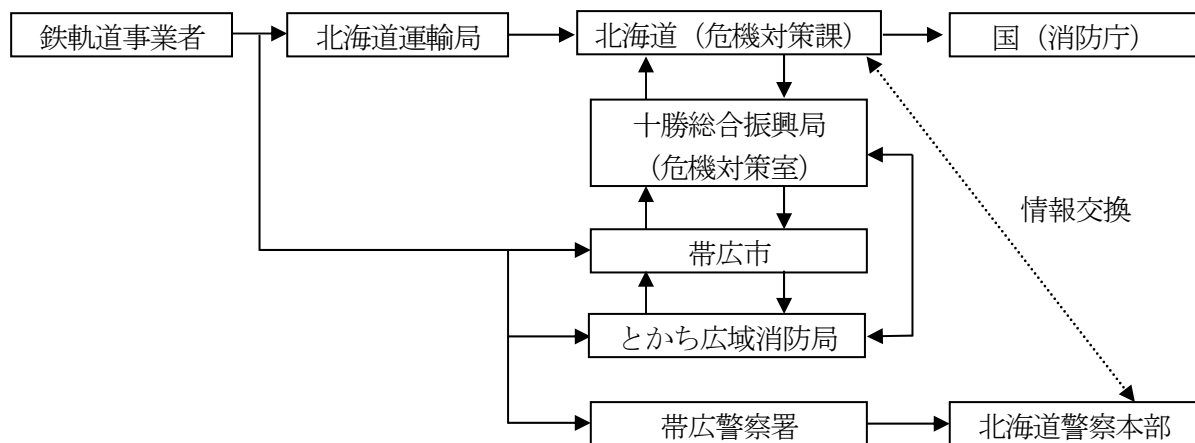 鉄軌道事業者
北海道運輸局
北海道（危機対策課）
国（消防庁）
十勝総合振興局
（危機対策室）
情報交換
帯広市
とかち広域消防局
帯広警察署
北海道警察本部